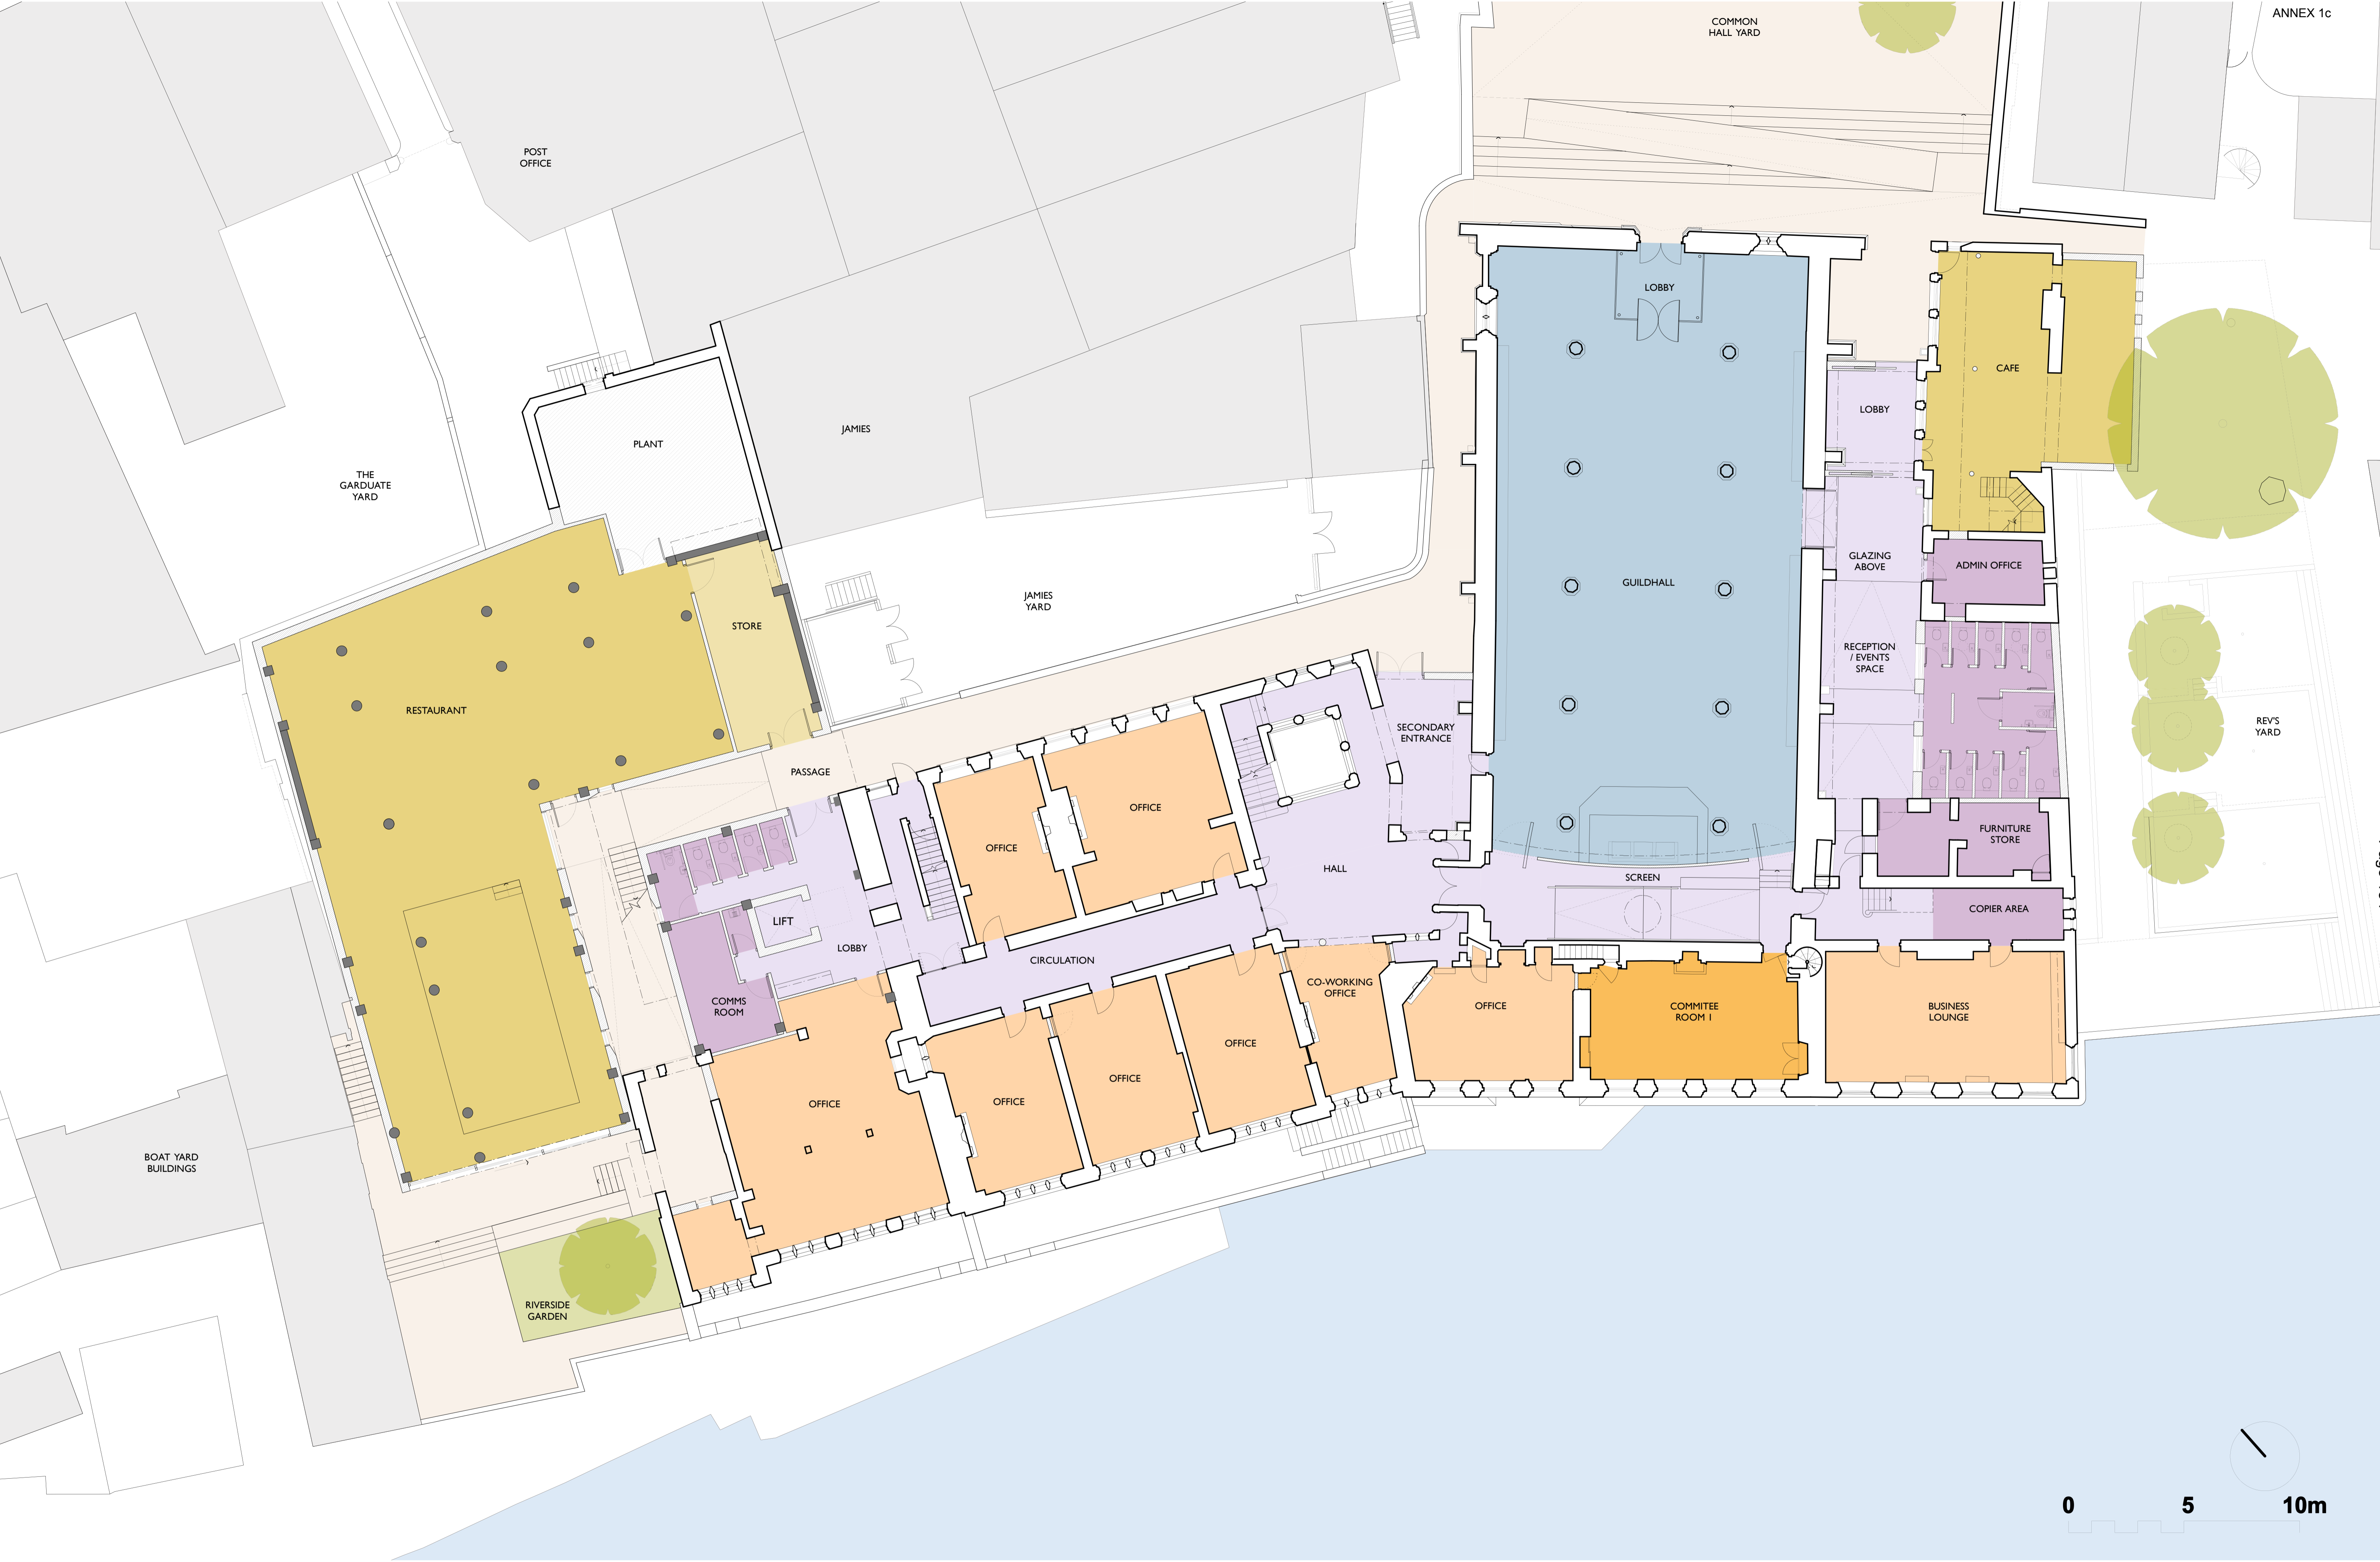 ANNEX 1c
COMMON
HALL YARD
POST
OFFICE
LOBBY
CAFE
LOBBY
JAMIES
PLANT
THE
GARDUATE
YARD
GLAZING
ABOVE
ADMIN OFFICE
GUILDHALL
JAMIES
YARD
STORE
RECEPTION
/ EVENTS
SPACE
RESTAURANT
SECONDARY
ENTRANCE
REV'S
YARD
PASSAGE
OFFICE
OFFICE
FURNITURE
STORE
HALL
SCREEN
COPIER AREA
LIFT
LOBBY
CIRCULATION
CO-WORKING
OFFICE
COMMS
ROOM
OFFICE
COMMITEE
ROOM 1
BUSINESS
LOUNGE
OFFICE
OFFICE
OFFICE
OFFICE
BOAT YARD
BUILDINGS
RIVERSIDE
GARDEN
0 5 10m